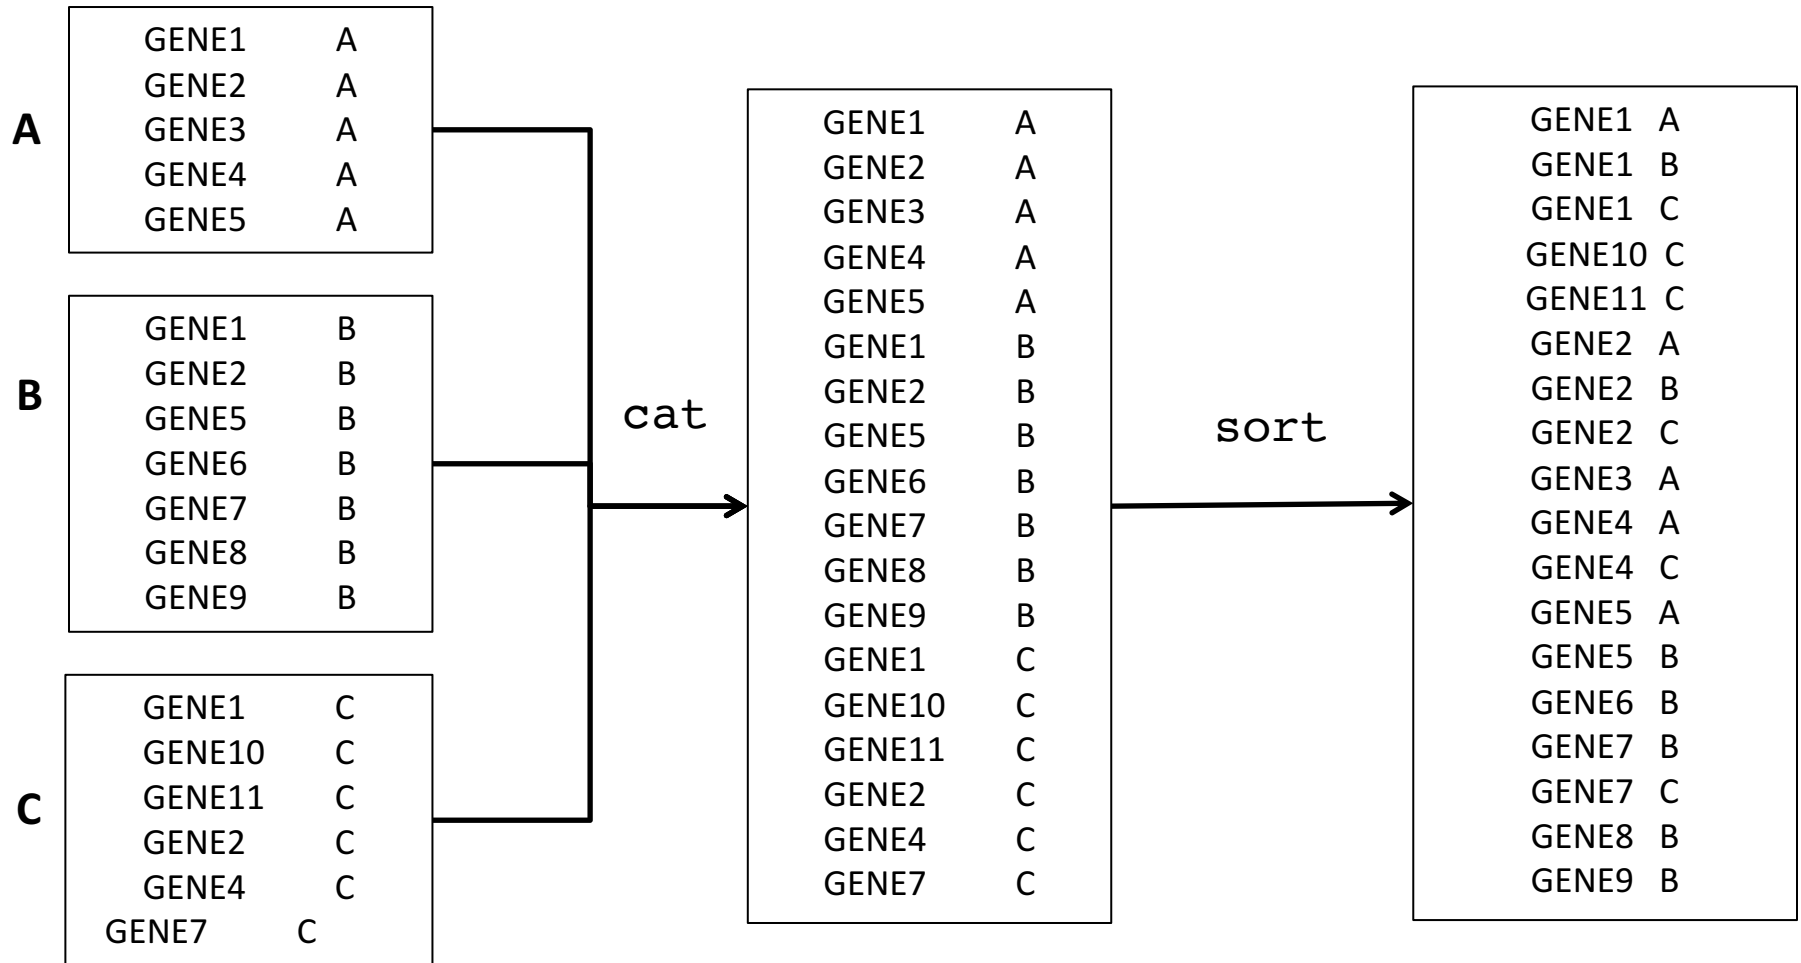 A
GENE1 A
GENE2 A
GENE3 A
GENE4 A
GENE5 A
B
GENE1 B
GENE2 B
GENE5 B
GENE6 B
GENE7 B
GENE8 B
GENE9 B
C
GENE1 C
GENE10 C
GENE11 C
GENE2 C
GENE4 C
GENE7 C
cat
GENE1 A
GENE2 A
GENE3 A
GENE4 A
GENE5 A
GENE1 B
GENE2 B
GENE5 B
GENE6 B
GENE7 B
GENE8 B
GENE9 B
GENE1 C
GENE10 C
GENE11 C
GENE2 C
GENE4 C
GENE7 C
sort
GENE1 A
GENE1 B
GENE1 C
GENE10 C
GENE11 C
GENE2 A
GENE2 B
GENE2 C
GENE3 A
GENE4 A
GENE4 C
GENE5 A
GENE5 B
GENE6 B
GENE7 B
GENE7 C
GENE8 B
GENE9 B